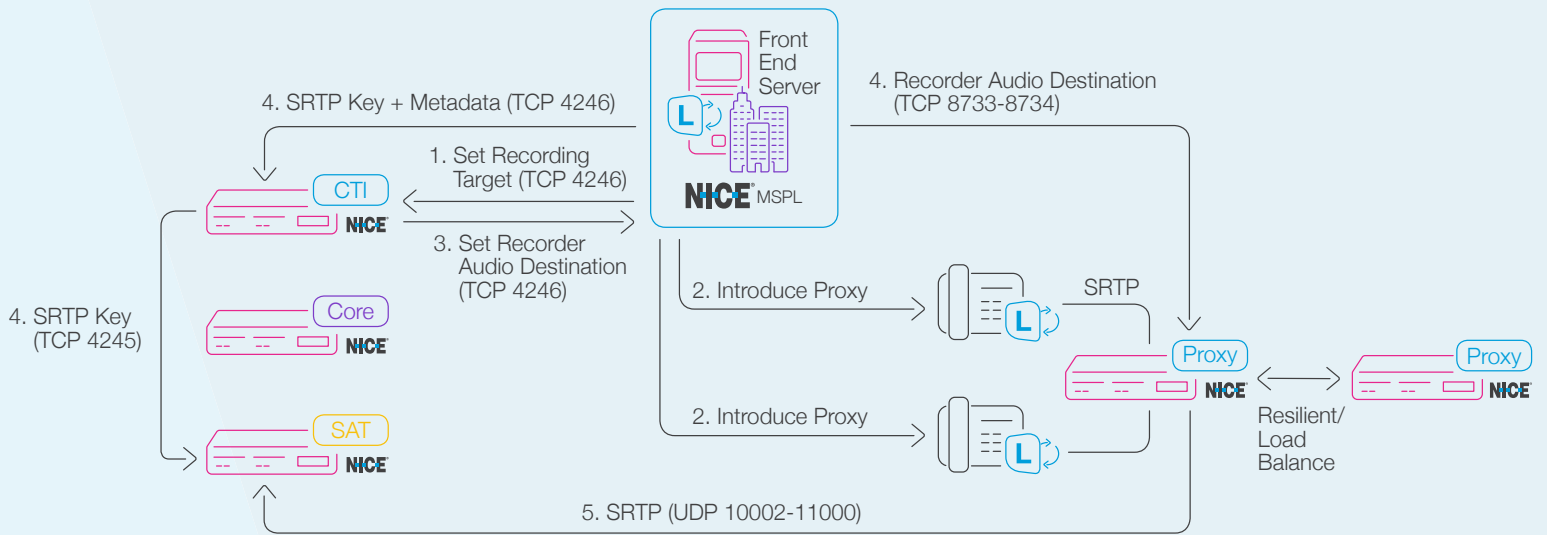 Front
End
Server
L
NICE® MSPL
4. SRTP Key + Metadata (TCP 4246)
4. Recorder Audio Destination
(TCP 8733-8734)
1. Set Recording
Target (TCP 4246)
CTI
NICE®
3. Set Recorder
Audio Destination
(TCP 4246)
4. SRTP Key
(TCP 4245)
Core
NICE®
SAT
NICE®
2. Introduce Proxy
L
SRTP
2. Introduce Proxy
L
Proxy
NICE®
Resilient/
Load
Balance
Proxy
NICE®
5. SRTP (UDP 10002-11000)